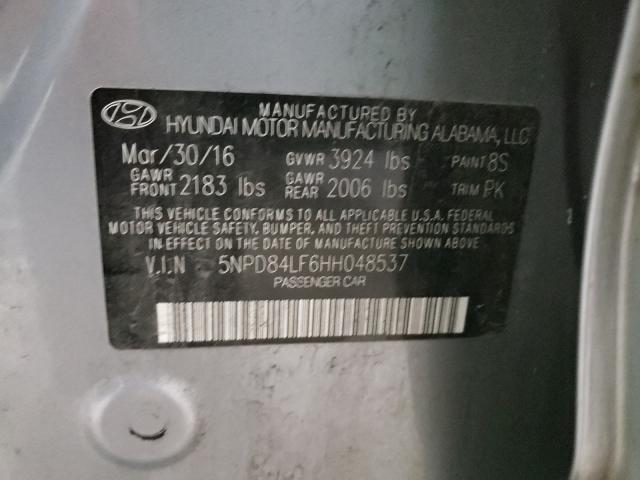 MANUFACTURED BY
HYUNDAI MOTOR MANUFACTURING ALABAMA, LLC
Mar/30/16 GVWR 3924 lbs PAINT 8S
GAWR FRONT 2183 lbs GAWR REAR 2006 lbs TRIM PK
THIS VEHICLE CONFORMS TO ALL APPLICABLE U.S.A. FEDERAL
MOTOR VEHICLE SAFETY, BUMPER, AND THEFT PREVENTION STANDARDS
IN EFFECT ON THE DATE OF MANUFACTURE SHOWN ABOVE.
V.I.N 5NPD84LF6HH048537
PASSENGER CAR